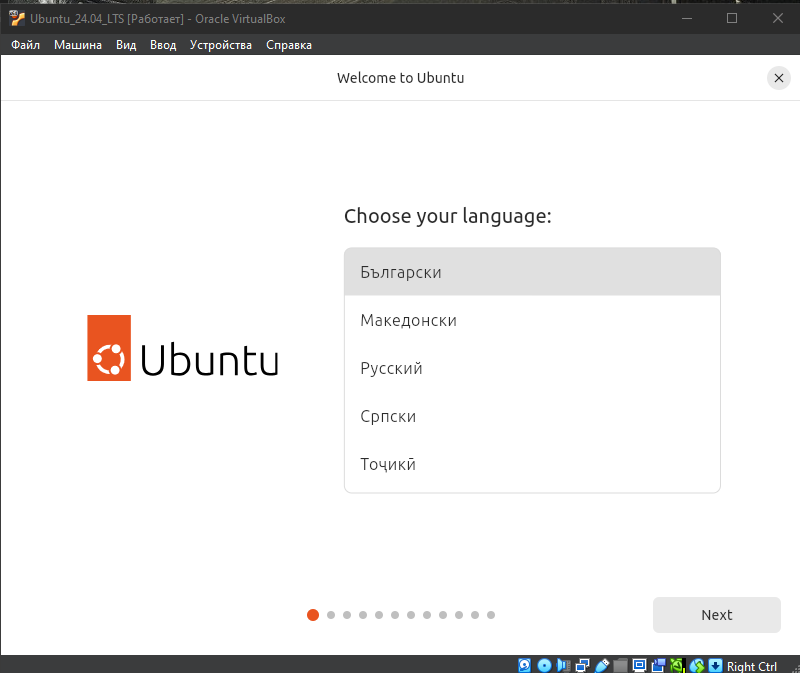 Ubuntu_24.04_LTS [Работает] - Oracle VirtualBox
Файл Машина Вид Ввод Устройства Справка
Welcome to Ubuntu
Choose your language:
Български
Македонски
Русский
Српски
Тоҷикӣ
Ubuntu
Next
Right Ctrl